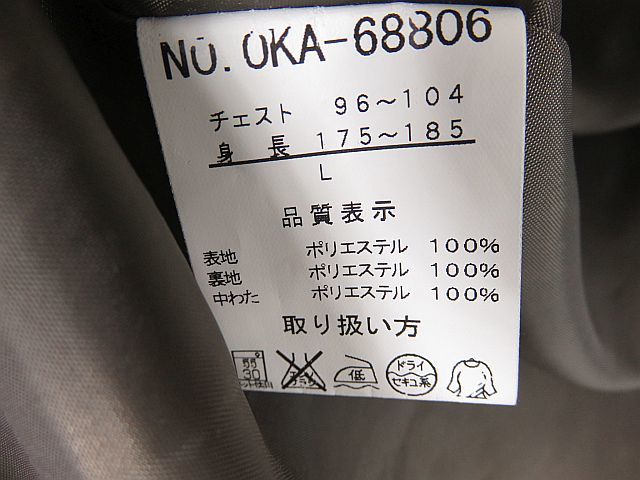 NO. OKA-68806
チェスト 96～104
身長 175～185
L
品質表示
表地 ポリエステル 100%
裏地 ポリエステル 100%
中わた ポリエステル 100%
取り扱い方
30 低 ドライ
セキユ系